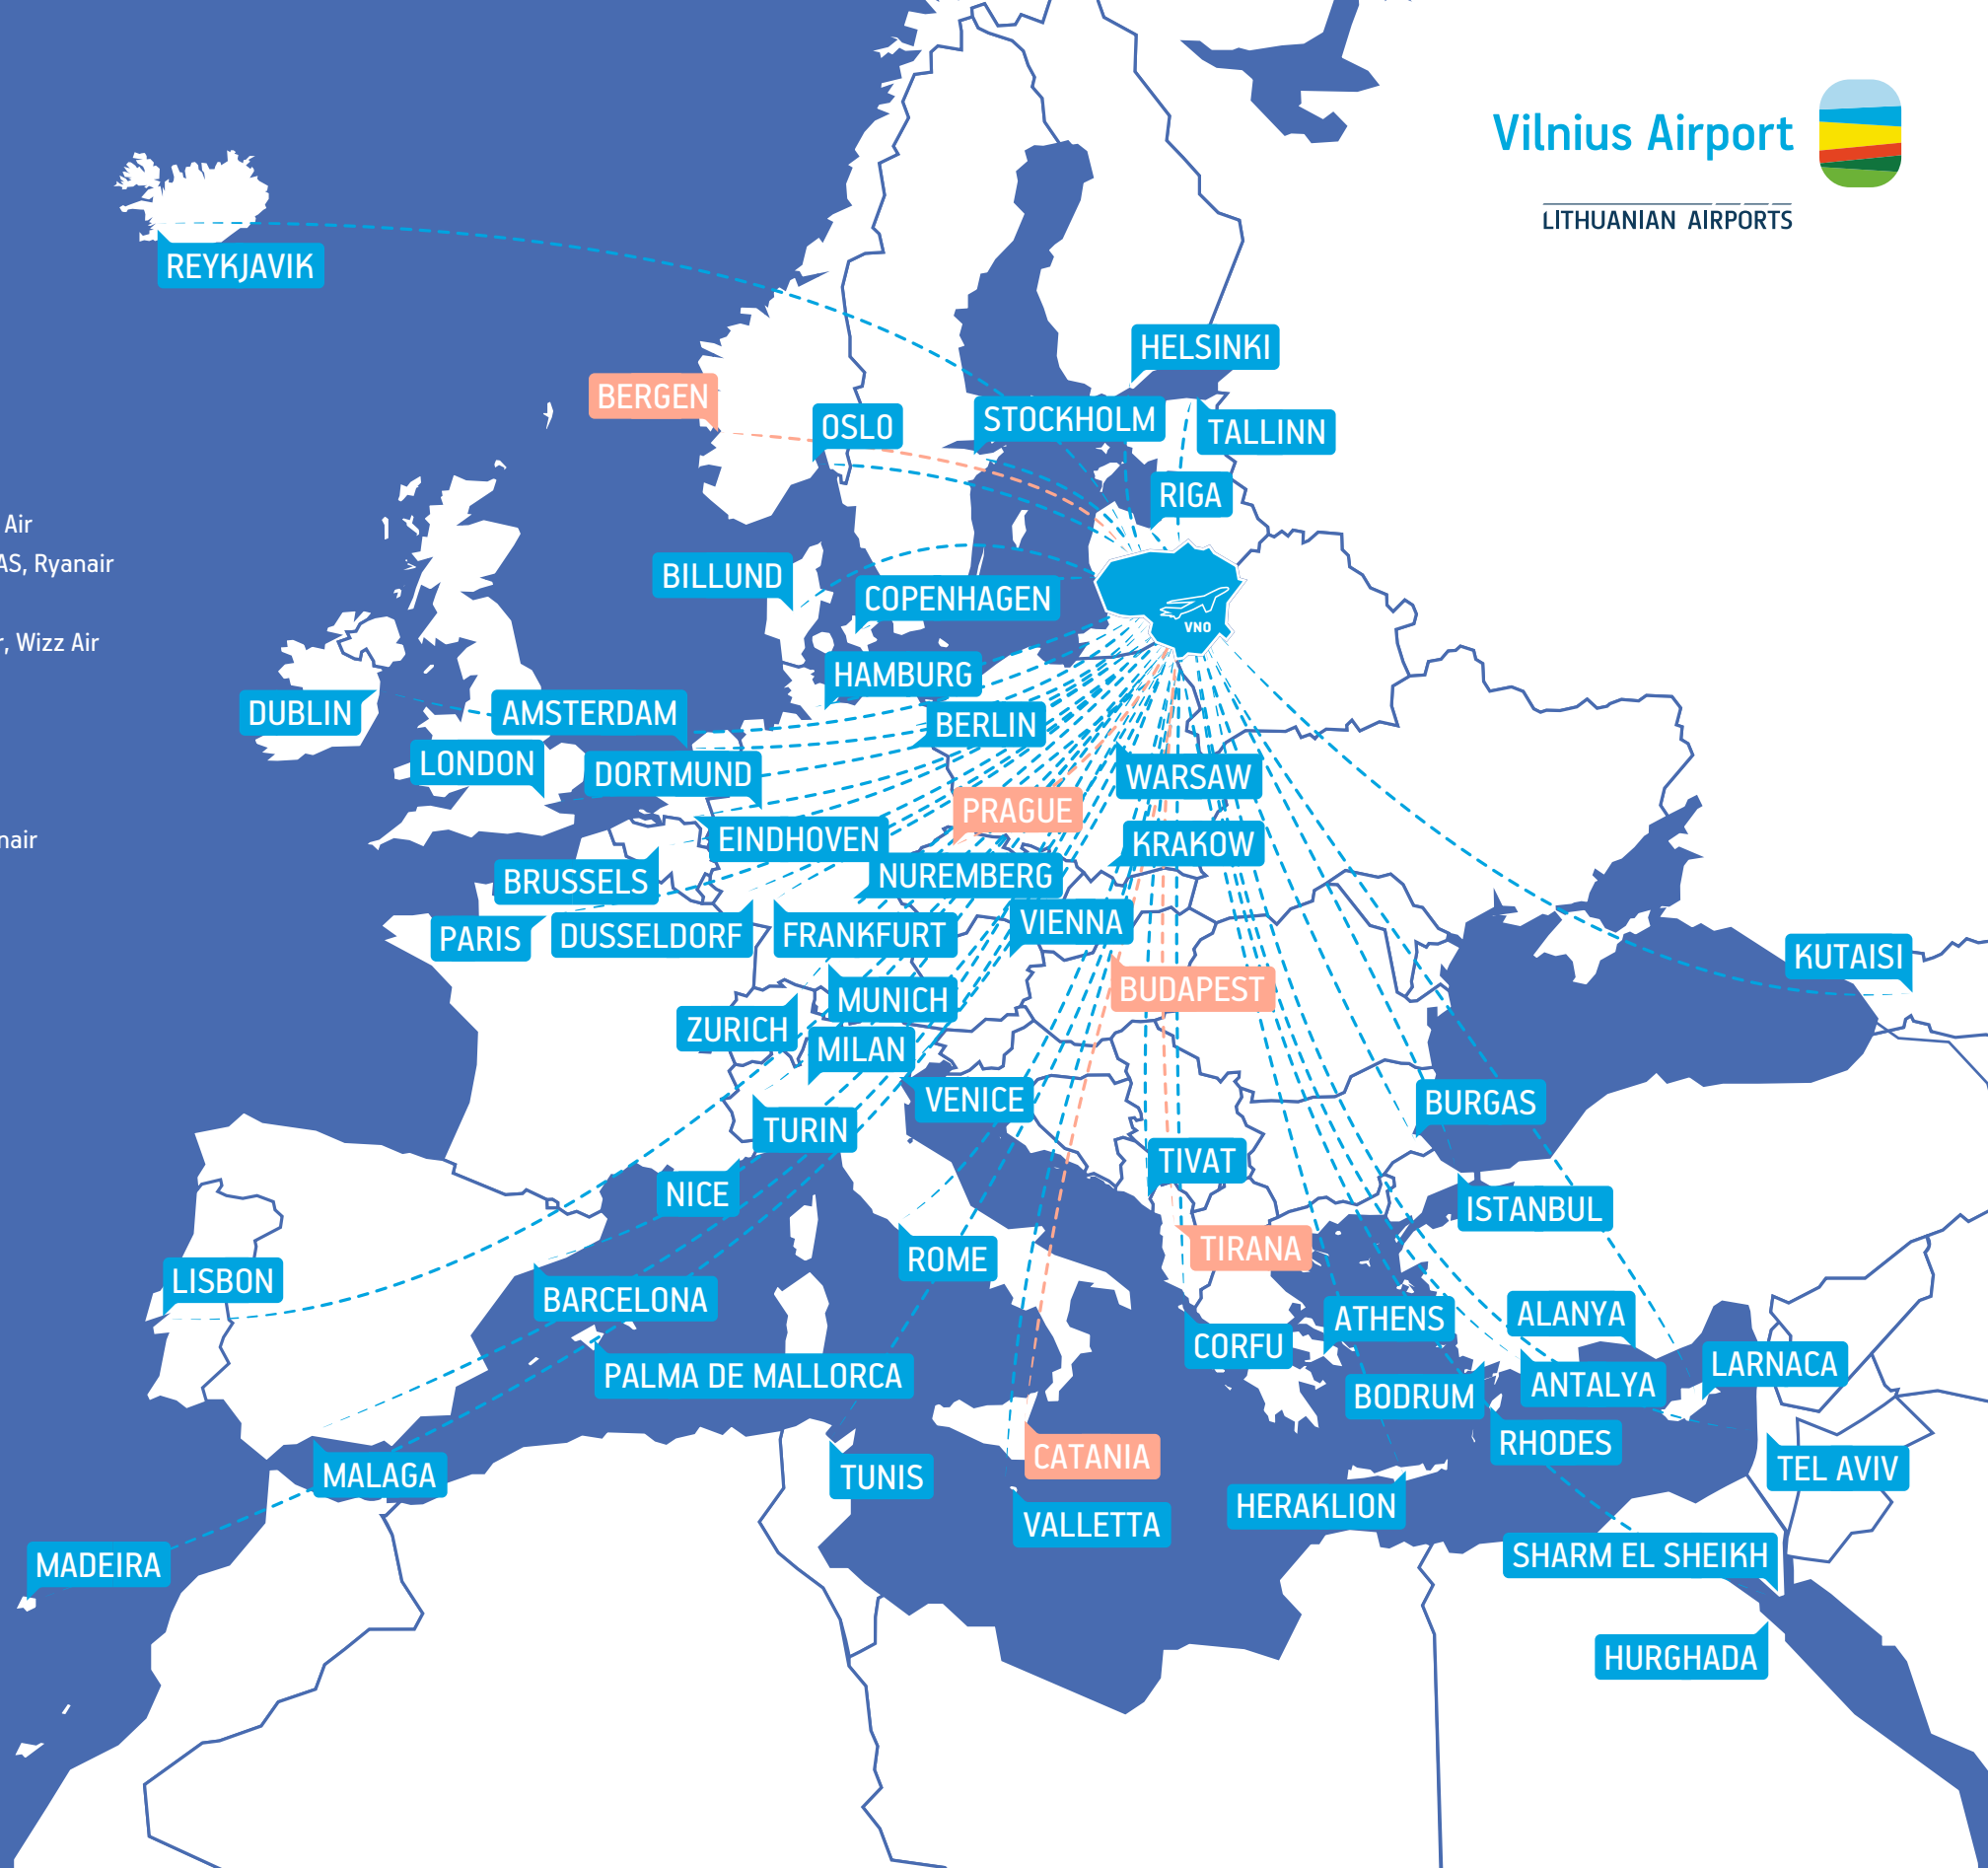 Vilnius Airport
LITHUANIAN AIRPORTS
REYKJAVIK
HELSINKI
BERGEN
OSLO
STOCKHOLM
TALLINN
RIGA
Air
AS, Ryanair
BILLUND
COPENHAGEN
VNO
r, Wizz Air
HAMBURG
DUBLIN
AMSTERDAM
BERLIN
LONDON
DORTMUND
WARSAW
PRAGUE
nair
EINDHOVEN
KRAKOW
BRUSSELS
NUREMBERG
PARIS
DUSSELDORF
FRANKFURT
VIENNA
KUTAISI
MUNICH
BUDAPEST
ZURICH
MILAN
VENICE
BURGAS
TURIN
TIVAT
NICE
ISTANBUL
ROME
TIRANA
LISBON
BARCELONA
ATHENS
ALANYA
CORFU
LARNACA
PALMA DE MALLORCA
BODRUM
ANTALYA
RHODES
CATANIA
MALAGA
TUNIS
TEL AVIV
HERAKLION
VALLETTA
MADEIRA
SHARM EL SHEIKH
HURGHADA